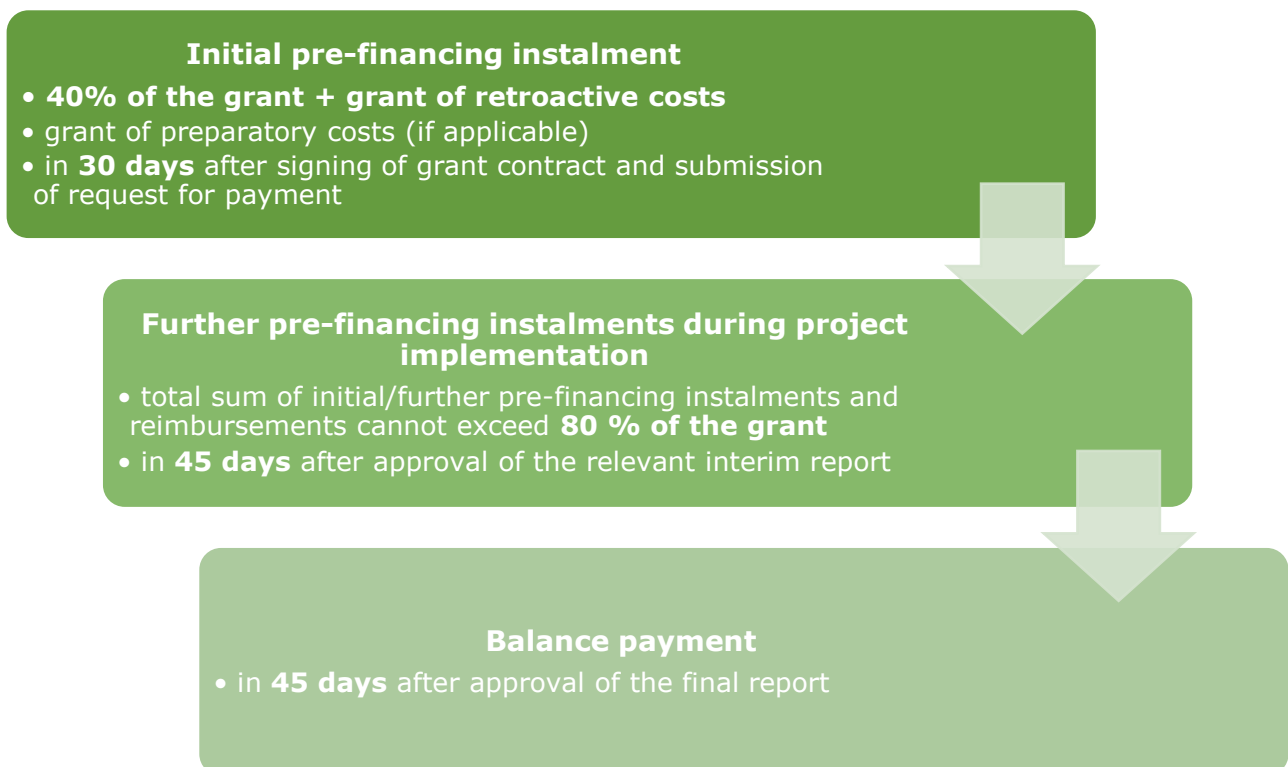 Initial pre-financing instalment
• 40% of the grant + grant of retroactive costs
• grant of preparatory costs (if applicable)
• in 30 days after signing of grant contract and submission
of request for payment
Further pre-financing instalments during project
implementation
• total sum of initial/further pre-financing instalments and
reimbursements cannot exceed 80 % of the grant
• in 45 days after approval of the relevant interim report
Balance payment
• in 45 days after approval of the final report